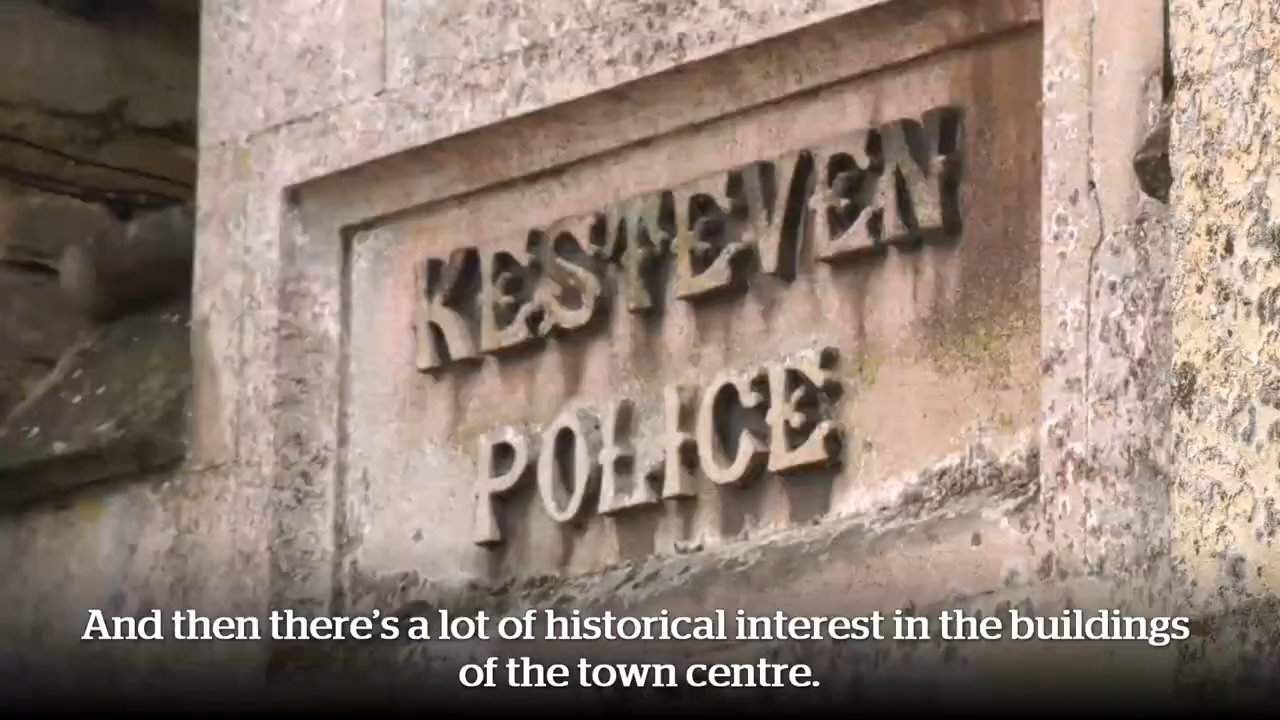 KESTEVEN
POLICE
And then there's a lot of historical interest in the buildings
of the town centre.